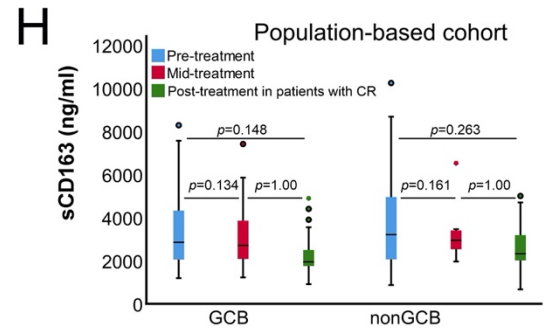 H
Population-based cohort
sCD163 (ng/ml)
12000
10000
8000
6000
4000
2000
0
Pre-treatment
Mid-treatment
Post-treatment in patients with CR
p=0.148
p=0.134
p=1.00
p=0.263
p=0.161
p=1.00
GCB
nonGCB